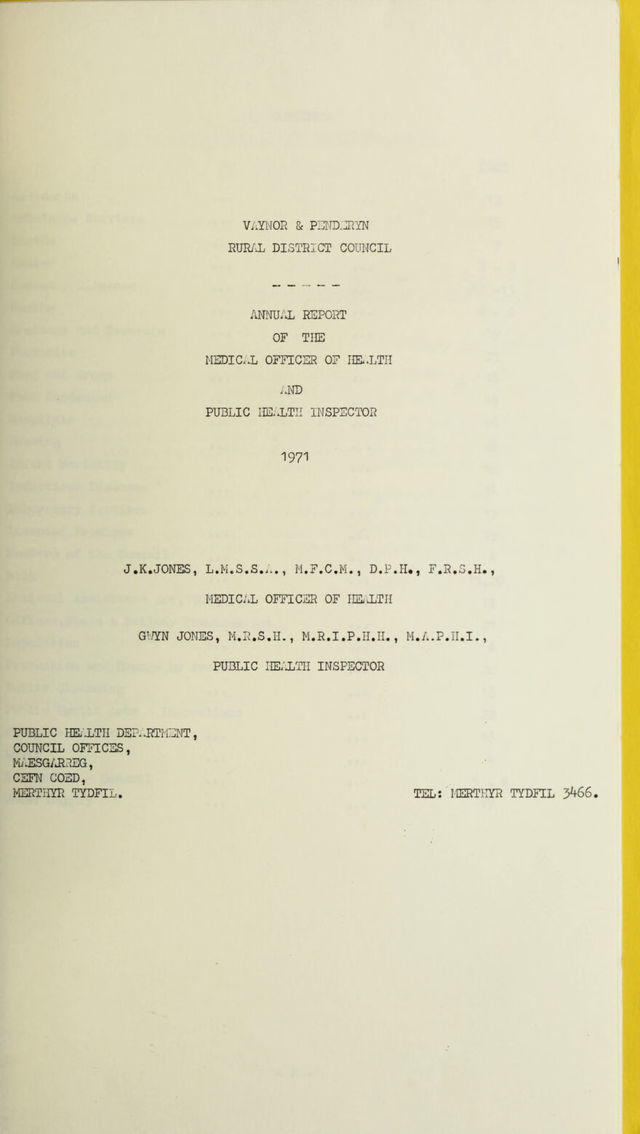 VAYNOR & PENDERYN
RURAL DISTRICT COUNCIL
-----
ANNUAL REPORT
OF THE
MEDICAL OFFICER OF HEALTH
AND
PUBLIC HEALTH INSPECTOR
1971
J.K.JONES, L.M.S.S.A., M.F.C.M., D.P.H., F.R.S.H.,
MEDICAL OFFICER OF HEALTH
GWYN JONES, M.R.S.H., M.R.I.P.H.H., M.A.P.H.I.,
PUBLIC HEALTH INSPECTOR
PUBLIC HEALTH DEPARTMENT,
COUNCIL OFFICES,
MAESGARREG,
CEFN COED,
MERTHYR TYDFIL. TEL: MERTHYR TYDFIL 3466.